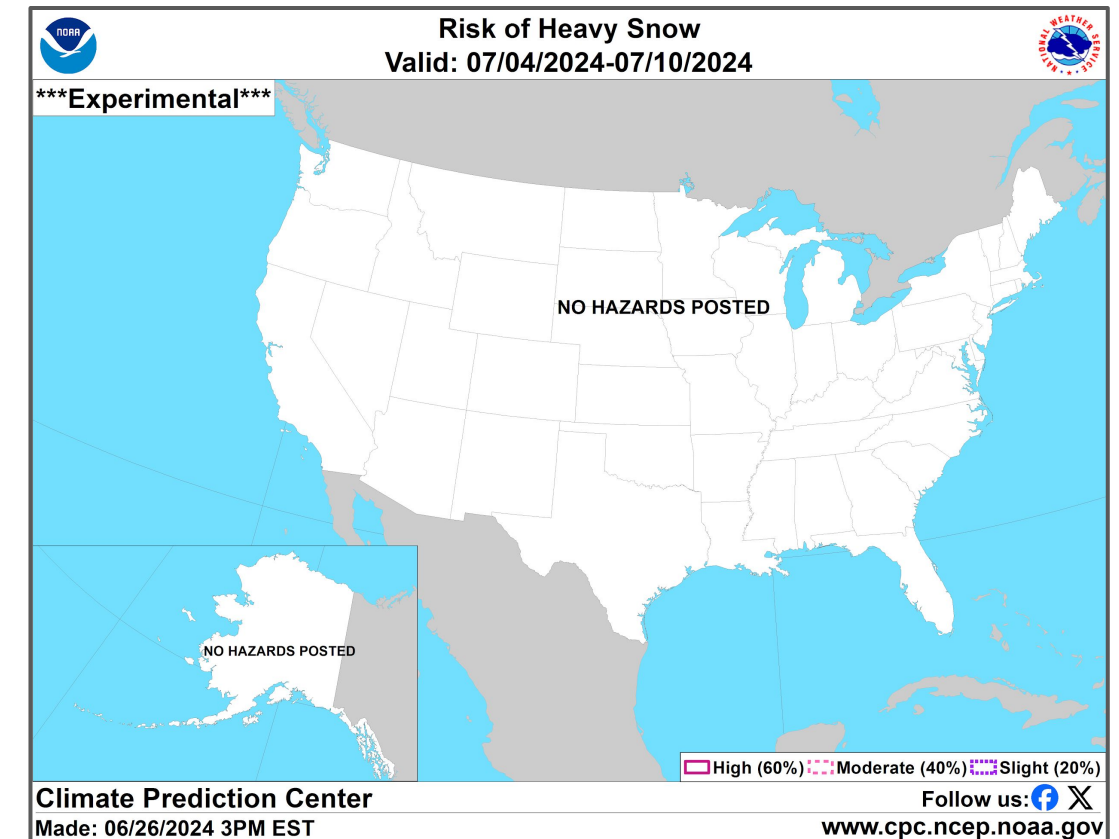 NOAA
Risk of Heavy Snow
Valid: 07/04/2024-07/10/2024
NATIONAL WEATHER SERVICE
***Experimental***
NO HAZARDS POSTED
NO HAZARDS POSTED
High (60%) Moderate (40%) Slight (20%)
Climate Prediction Center
Follow us:
Made: 06/26/2024 3PM EST
www.cpc.ncep.noaa.gov